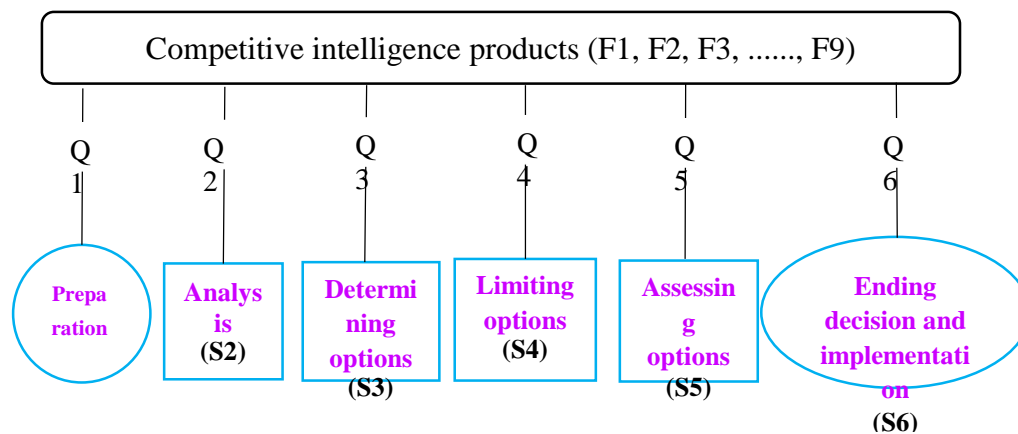 Competitive intelligence products (F1, F2, F3, ......, F9)
Q
1
Q
2
Q
3
Q
4
Q
5
Q
6
Prepa
ration
Analys
is
(S2)
Determi
ning
options
(S3)
Limiting
options
(S4)
Assessin
g
options
(S5)
Ending
decision and
implementati
on
(S6)